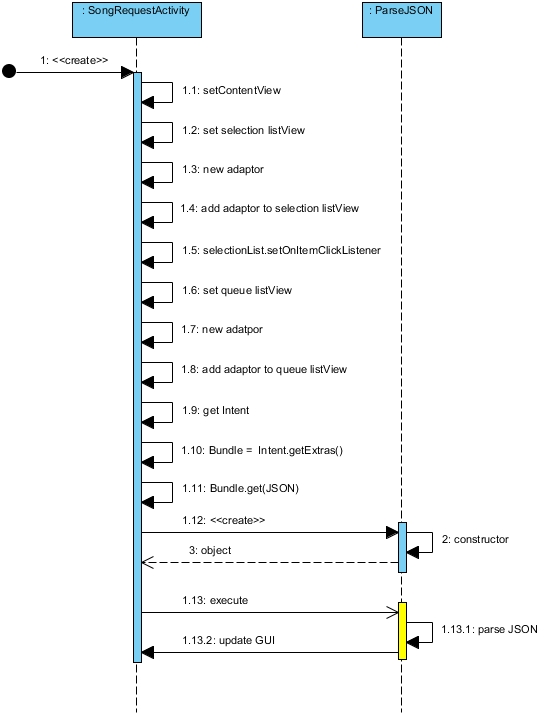 : SongRequestActivity
: ParseJSON
1: <<create>>
1.1: setContentView
1.2: set selection listView
1.3: new adaptor
1.4: add adaptor to selection listView
1.5: selectionList.setOnItemClickListener
1.6: set queue listView
1.7: new adatpor
1.8: add adaptor to queue listView
1.9: get Intent
1.10: Bundle = Intent.getExtras()
1.11: Bundle.get(JSON)
1.12: <<create>>
2: constructor
3: object
1.13: execute
1.13.1: parse JSON
1.13.2: update GUI